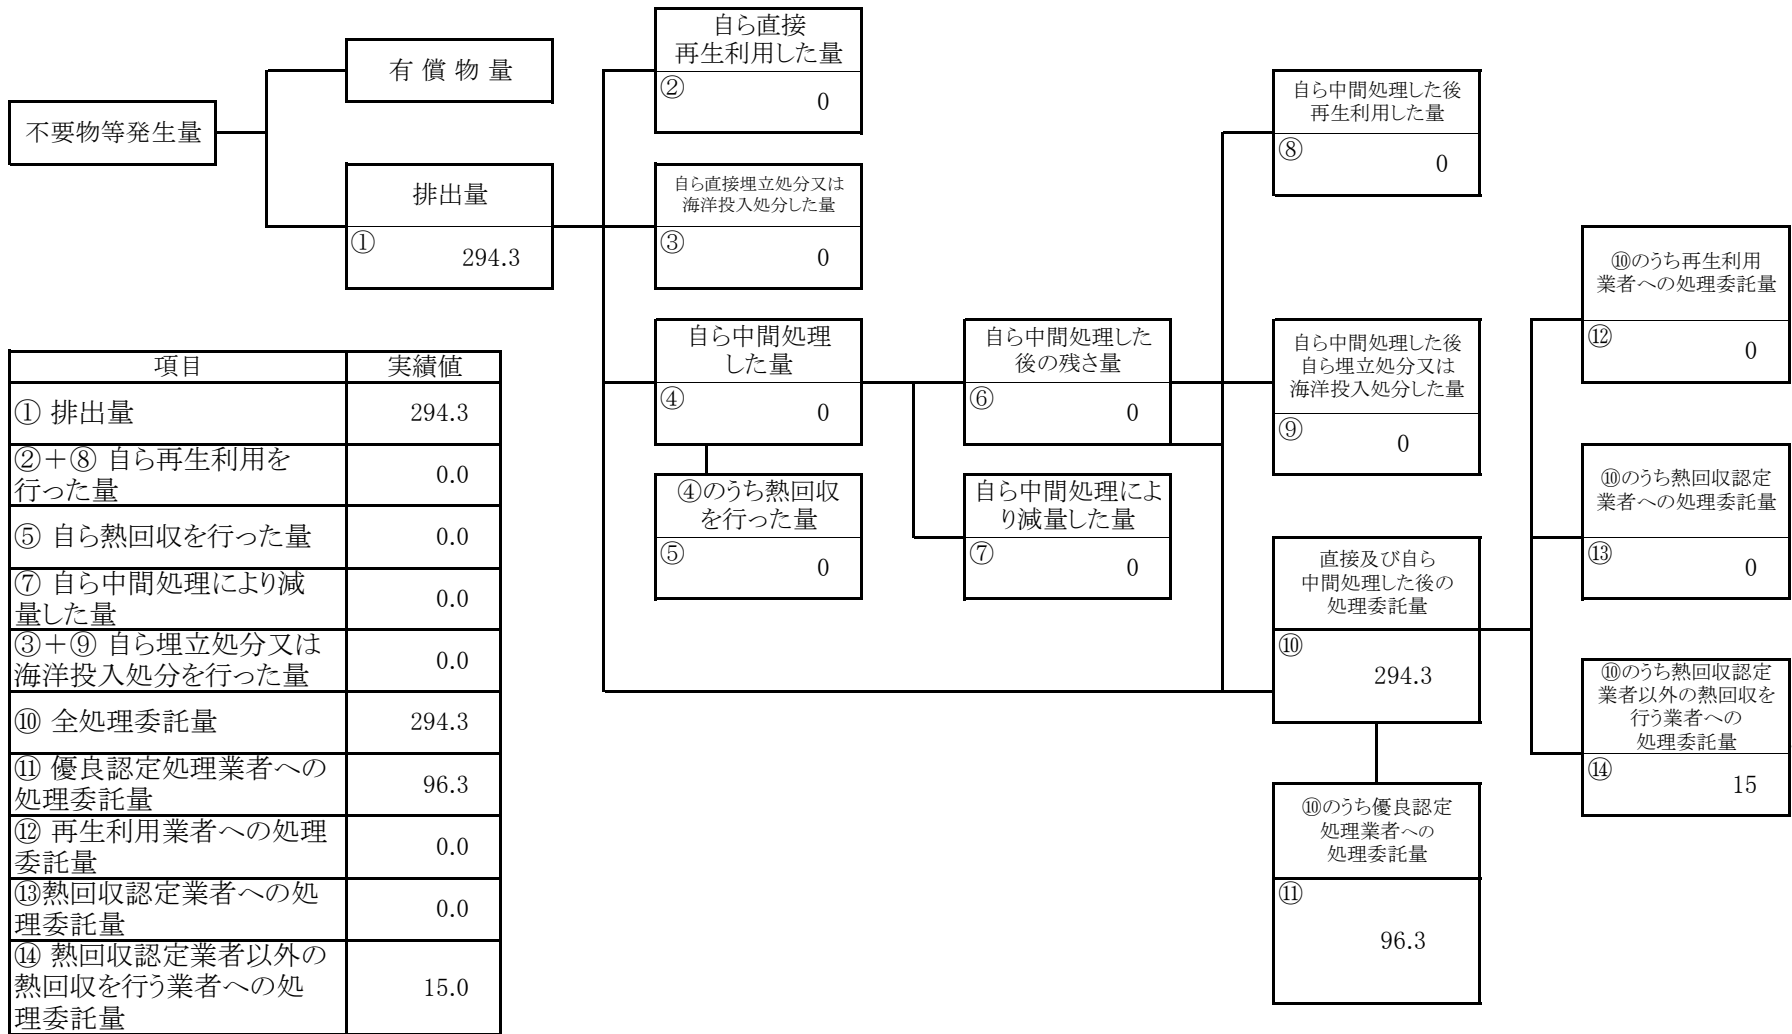 不要物等発生量
有 償 物 量
排出量
①
294.3
自ら直接
再生利用した量
②
0
自ら直接埋立処分又は
海洋投入処分した量
③
0
自ら中間処理
した量
④
0
④のうち熱回収
を行った量
⑤
0
自ら中間処理した
後の残さ量
⑥
0
自ら中間処理によ
り減量した量
⑦
0
自ら中間処理した後
再生利用した量
⑧
0
自ら中間処理した後
自ら埋立処分又は
海洋投入処分した量
⑨
0
直接及び自ら
中間処理した後の
処理委託量
⑩
294.3
⑩のうち優良認定
処理業者への
処理委託量
⑪
96.3
⑩のうち再生利用
業者への処理委託量
⑫
0
⑩のうち熱回収認定
業者への処理委託量
⑬
0
⑩のうち熱回収認定
業者以外の熱回収を
行う業者への
処理委託量
⑭
15
項目 実績値
① 排出量 294.3
②＋⑧ 自ら再生利用を
行った量 0.0
⑤ 自ら熱回収を行った量 0.0
⑦ 自ら中間処理により減
量した量 0.0
③＋⑨ 自ら埋立処分又は
海洋投入処分を行った量 0.0
⑩ 全処理委託量 294.3
⑪ 優良認定処理業者への
処理委託量 96.3
⑫ 再生利用業者への処理
委託量 0.0
⑬熱回収認定業者への処
理委託量 0.0
⑭ 熱回収認定業者以外の
熱回収を行う業者への処
理委託量 15.0